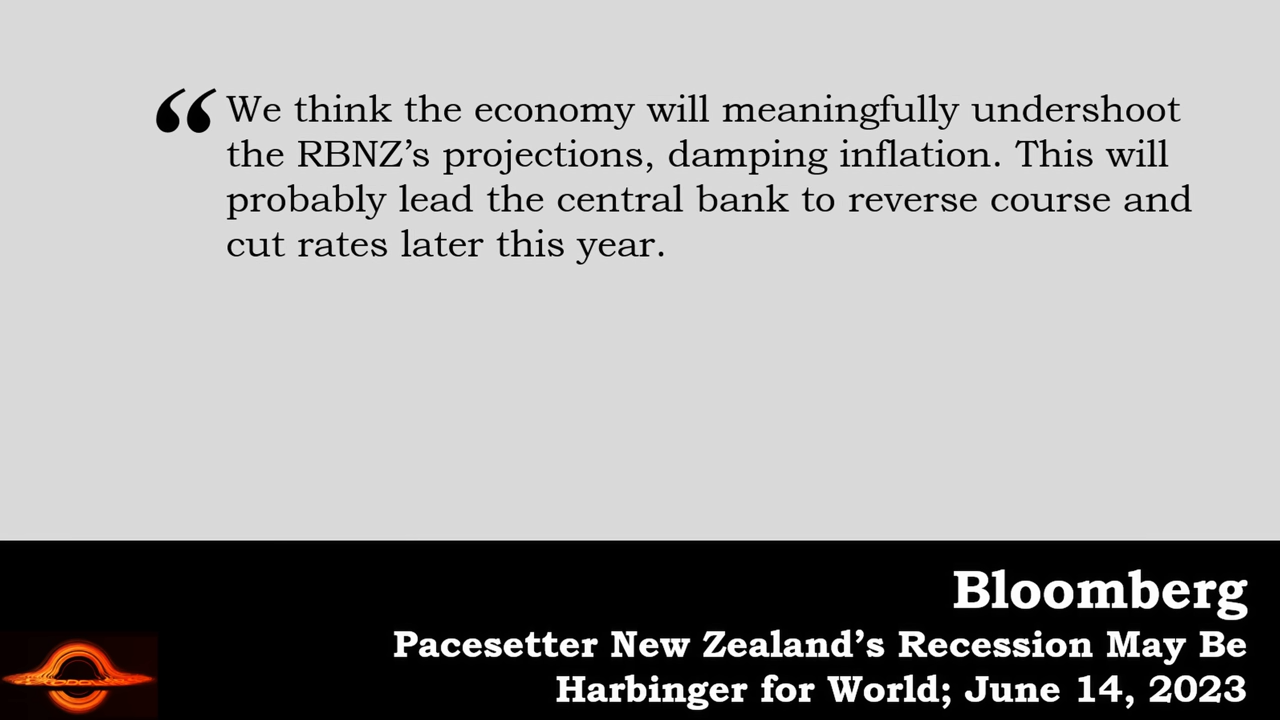 “We think the economy will meaningfully undershoot
the RBNZ’s projections, damping inflation. This will
probably lead the central bank to reverse course and
cut rates later this year.
Bloomberg
Pacesetter New Zealand’s Recession May Be
Harbinger for World; June 14, 2023